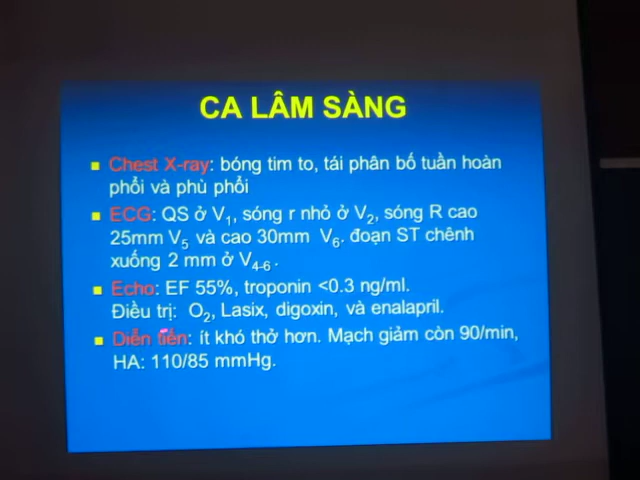 CA LÂM SÀNG
Chest X-ray: bóng tim to, tái phân bố tuần hoàn
phổi và phù phổi
ECG: QS ở V1, sóng r nhỏ ở V2, sóng R cao
25mm V5 và cao 30mm V6. đoạn ST chênh
xuống 2 mm ở V4-6.
Echo: EF 55%, troponin <0.3 ng/ml.
Điều trị: O2, Lasix, digoxin, và enalapril.
Diễn tiến: ít khó thở hơn. Mạch giảm còn 90/min,
HA: 110/85 mmHg.